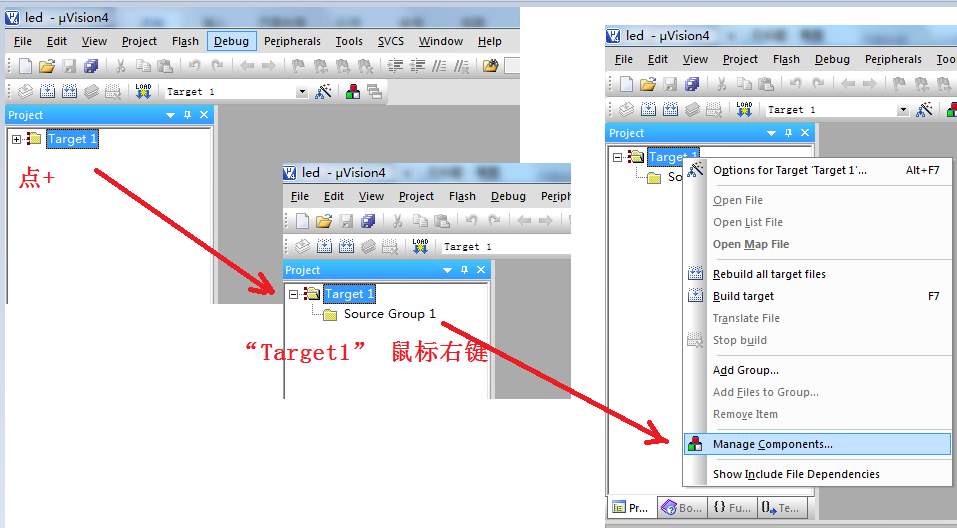 led - µVision4
File Edit View Project Flash Debug Peripherals Tools SVCS Window Help
LOAD
Target 1
Project
Target 1
点+
led - µVision4
File Edit View Project Flash Debug Periph
LOAD
Target 1
Project
Target 1
Source Group 1
“Target1” 鼠标右键
led - µVision4
File Edit View Project Flash Debug Peripherals Too
LOAD
Target 1
Project
Target 1
So
Options for Target 'Target 1'... Alt+F7
Open File
Open List File
Open Map File
Rebuild all target files
Build target F7
Translate File
Stop build
Add Group...
Add Files to Group...
Remove Item
Manage Components...
Show Include File Dependencies
Pr... Bo... {} Fu... Te...